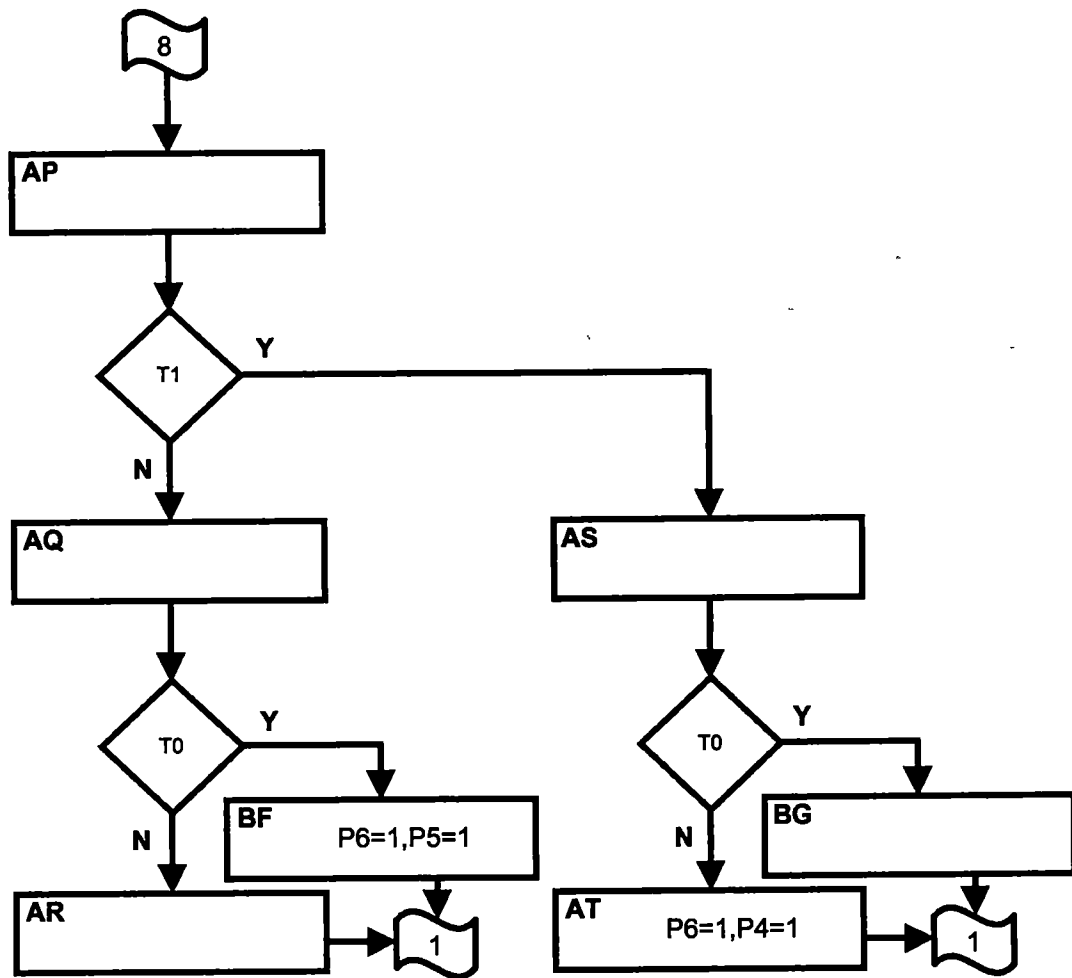 8
AP
T1
Y
N
AQ
AS
T0
Y
T0
Y
BF
P6=1,P5=1
BG
N
N
AR
AT
P6=1,P4=1
1
1